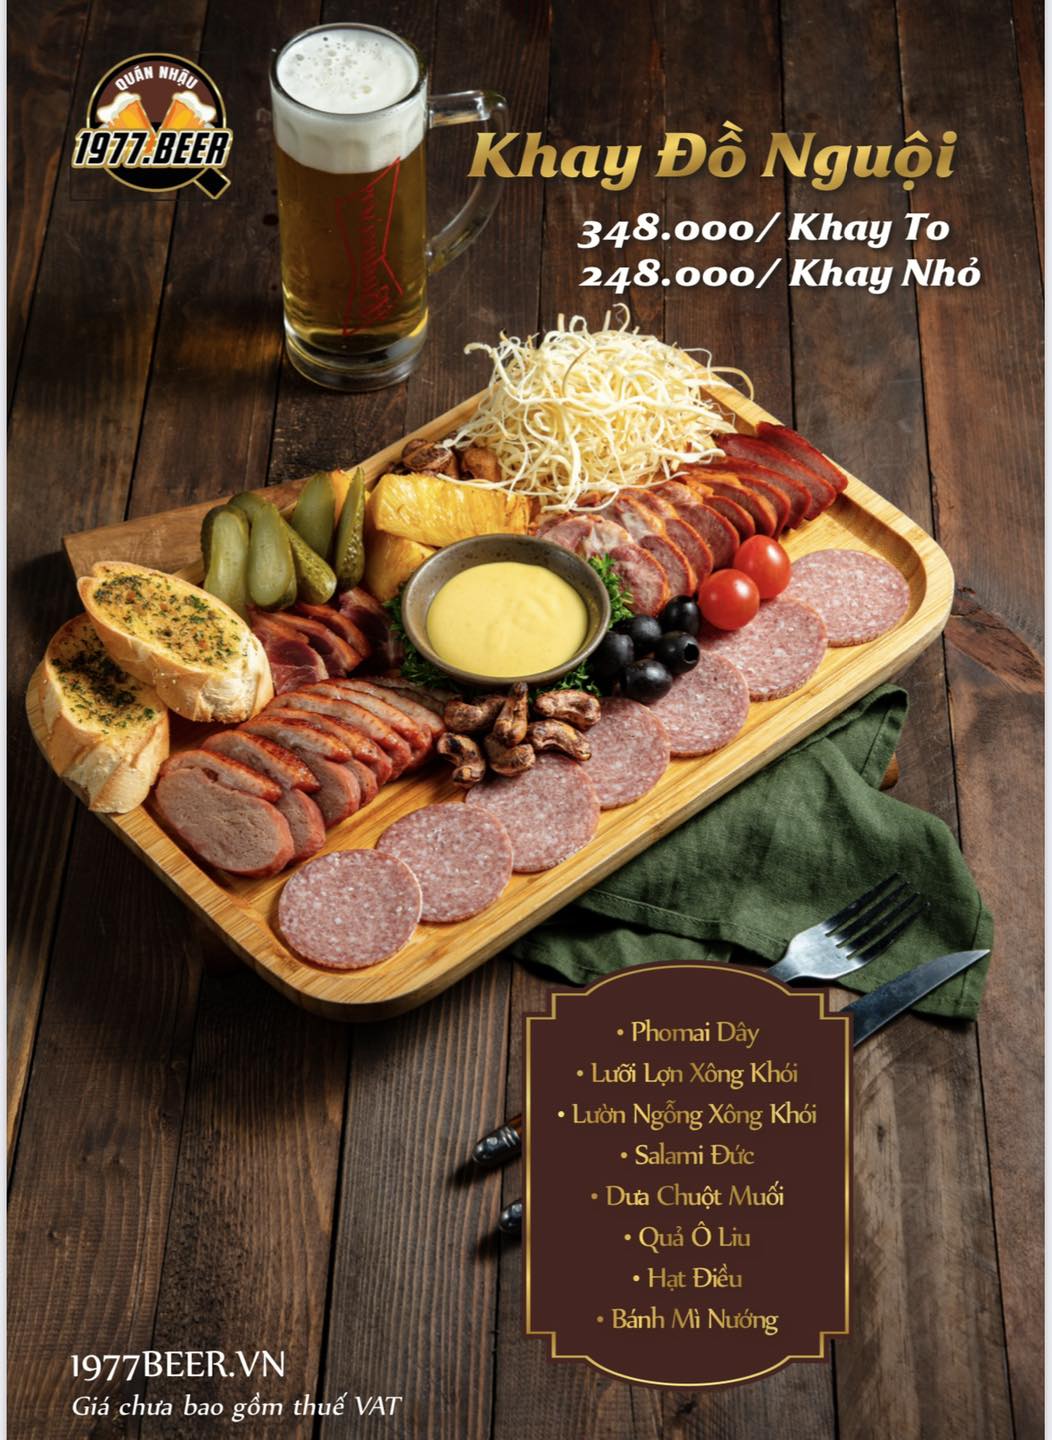 QUÁN NHẬU
1977.BEER
Khay Đồ Nguội
348.000/ Khay To
248.000/ Khay Nhỏ
• Phomai Dây
• Lưỡi Lợn Xông Khói
• Lườn Ngỗng Xông Khói
• Salami Đức
• Dưa Chuột Muối
• Quả Ô Liu
• Hạt Điều
• Bánh Mì Nướng
1977BEER.VN
Giá chưa bao gồm thuế VAT